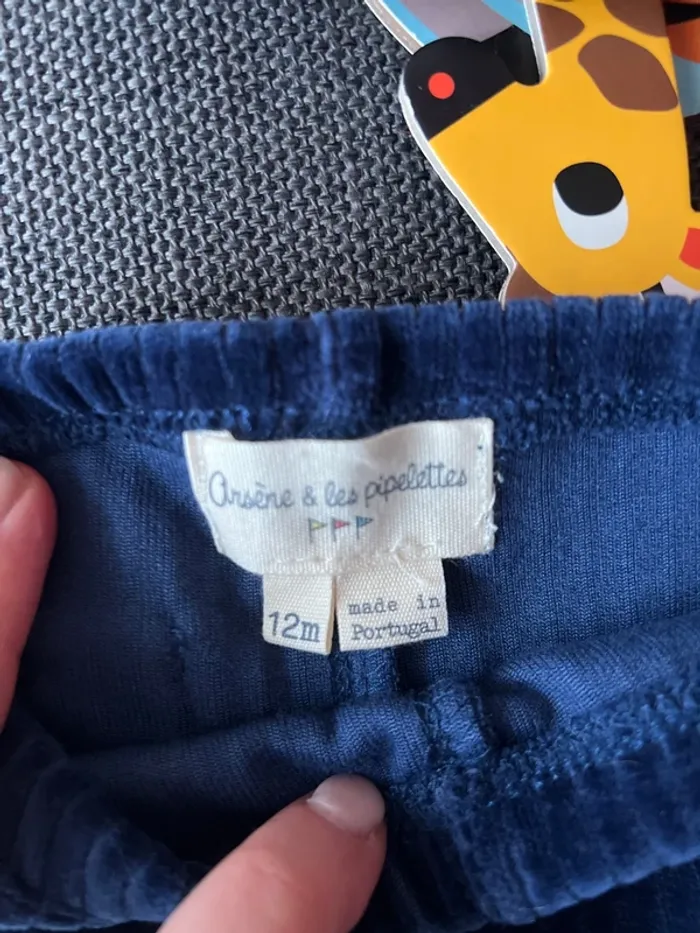 Arsène & les pipelettes
12m
made in
Portugal